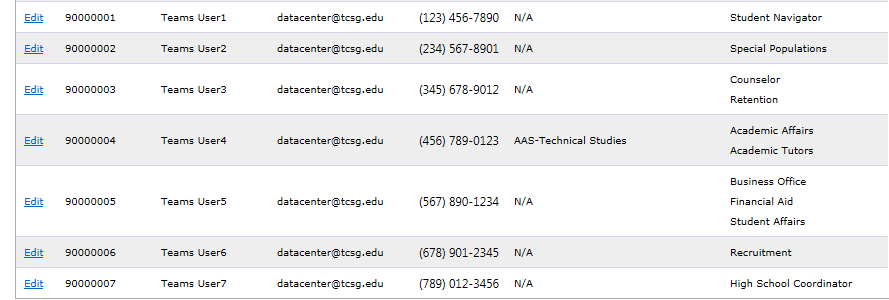 Edit 90000001 Teams User1 datacenter@tcsg.edu (123) 456-7890 N/A Student Navigator
Edit 90000002 Teams User2 datacenter@tcsg.edu (234) 567-8901 N/A Special Populations
Edit 90000003 Teams User3 datacenter@tcsg.edu (345) 678-9012 N/A Counselor
Retention
Edit 90000004 Teams User4 datacenter@tcsg.edu (456) 789-0123 AAS-Technical Studies Academic Affairs
Academic Tutors
Edit 90000005 Teams User5 datacenter@tcsg.edu (567) 890-1234 N/A Business Office
Financial Aid
Student Affairs
Edit 90000006 Teams User6 datacenter@tcsg.edu (678) 901-2345 N/A Recruitment
Edit 90000007 Teams User7 datacenter@tcsg.edu (789) 012-3456 N/A High School Coordinator